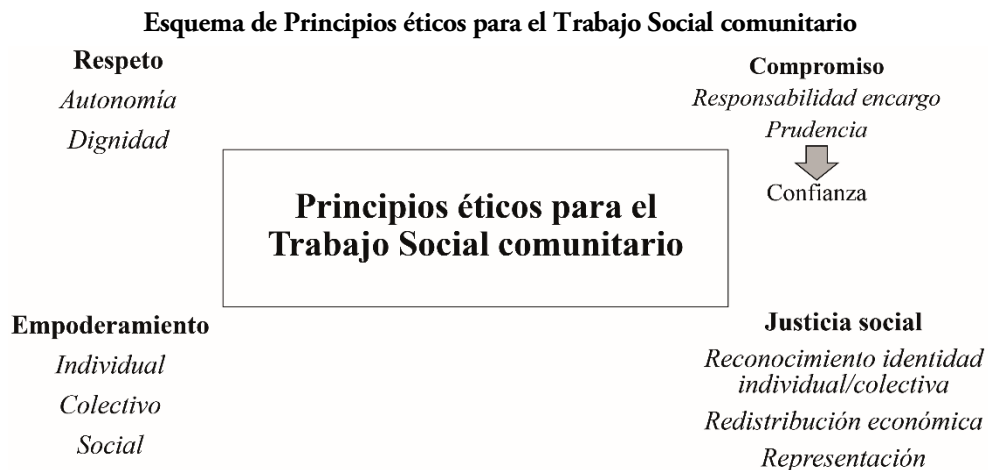 Esquema de Principios éticos para el Trabajo Social comunitario
Respeto
Autonomía
Dignidad
Compromiso
Responsabilidad encargo
Prudencia
Confianza
Principios éticos para el
Trabajo Social comunitario
Empoderamiento
Individual
Colectivo
Social
Justicia social
Reconocimiento identidad
individual/colectiva
Redistribución económica
Representación